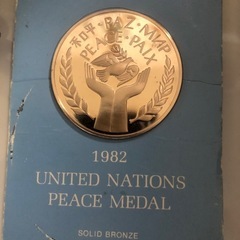 和平·PAZ·МИР
PEACE·PAIX
1982
UNITED NATIONS
PEACE MEDAL
SOLID BRONZE